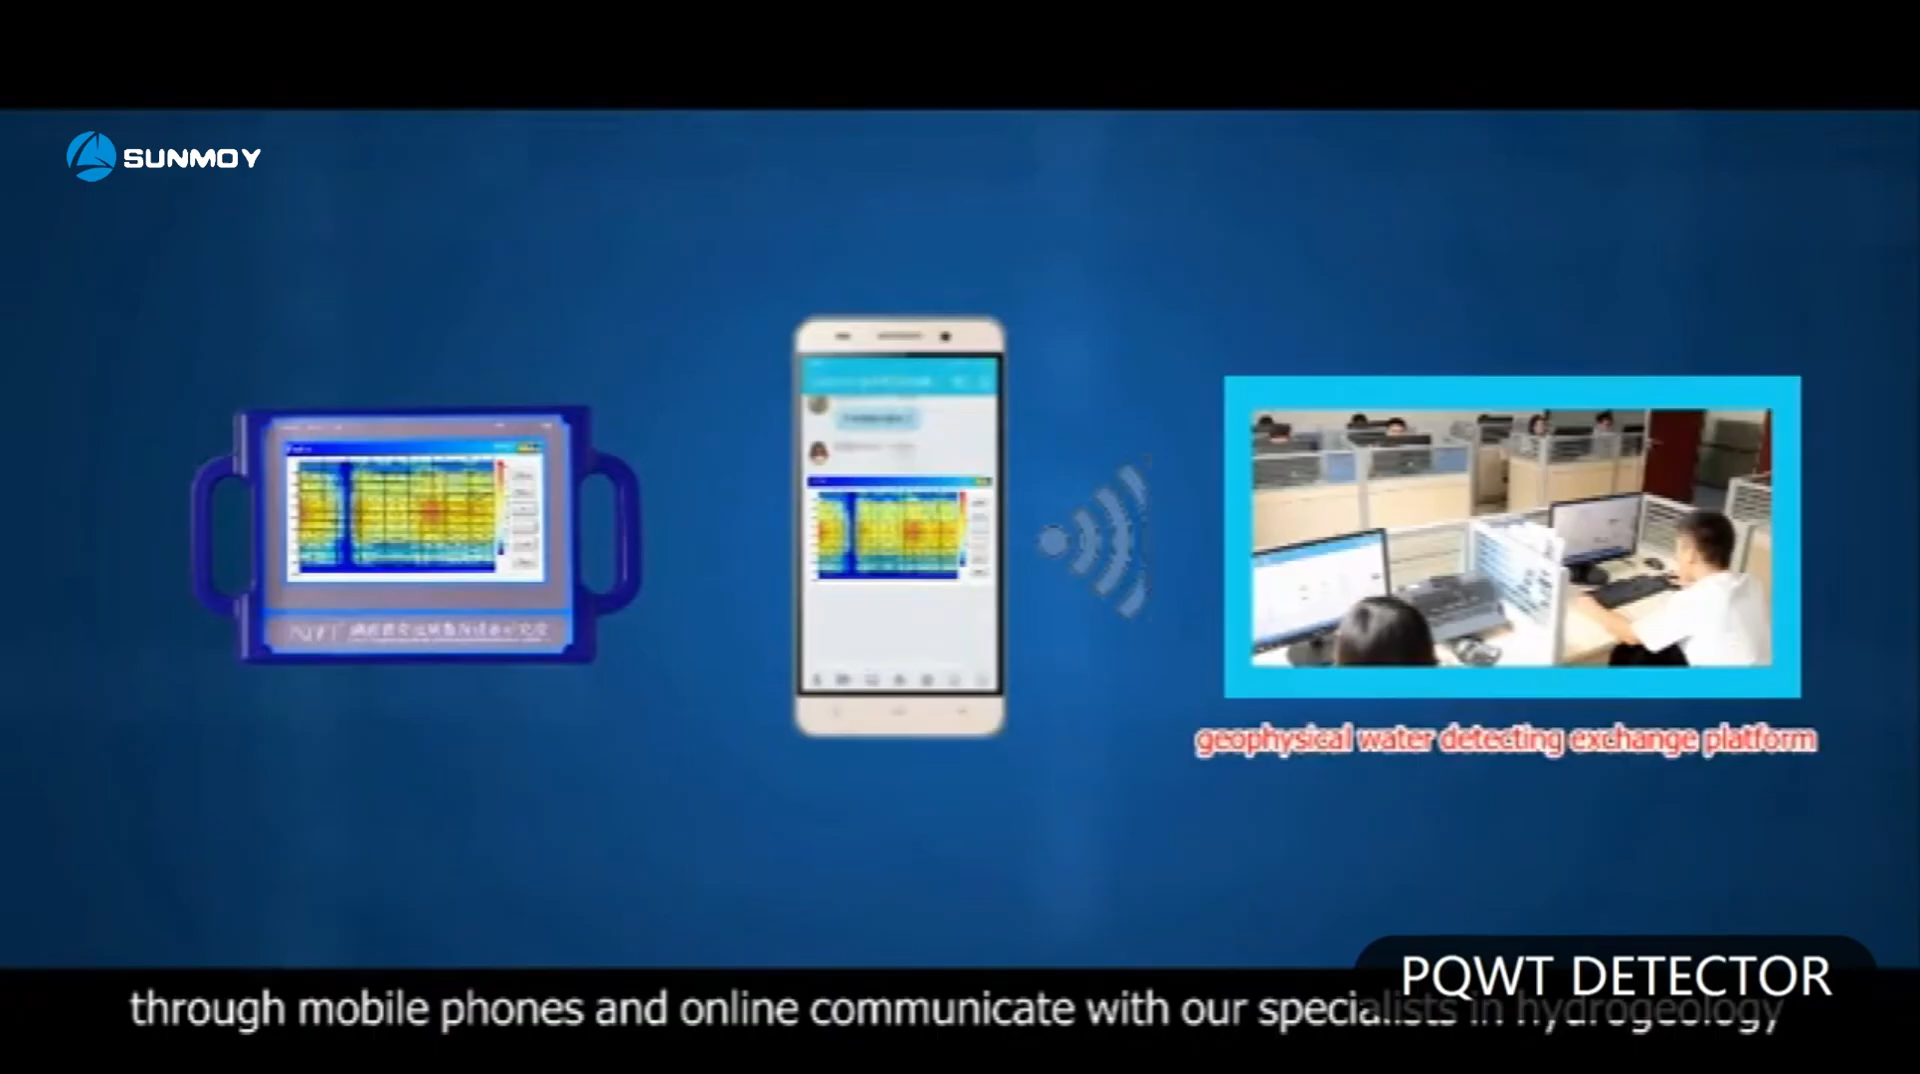 SUNMOY
PQWT
geophysical water detecting exchange platform
PQWT DETECTOR
through mobile phones and online communicate with our specialists in hydrogeology